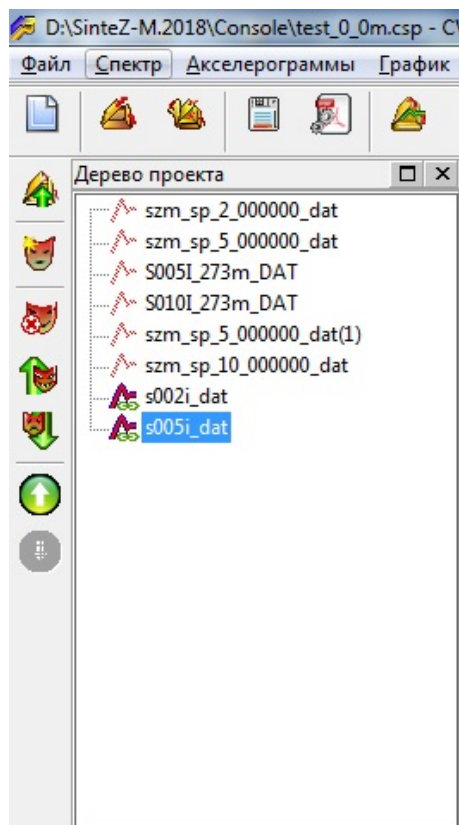 D:\SinteZ-M.2018\Console\test_0_0m.csp - C
Файл Спектр Акселерограммы График
Дерево проекта
szm_sp_2_000000_dat
szm_sp_5_000000_dat
S005I_273m_DAT
S010I_273m_DAT
szm_sp_5_000000_dat(1)
szm_sp_10_000000_dat
s002i_dat
s005i_dat